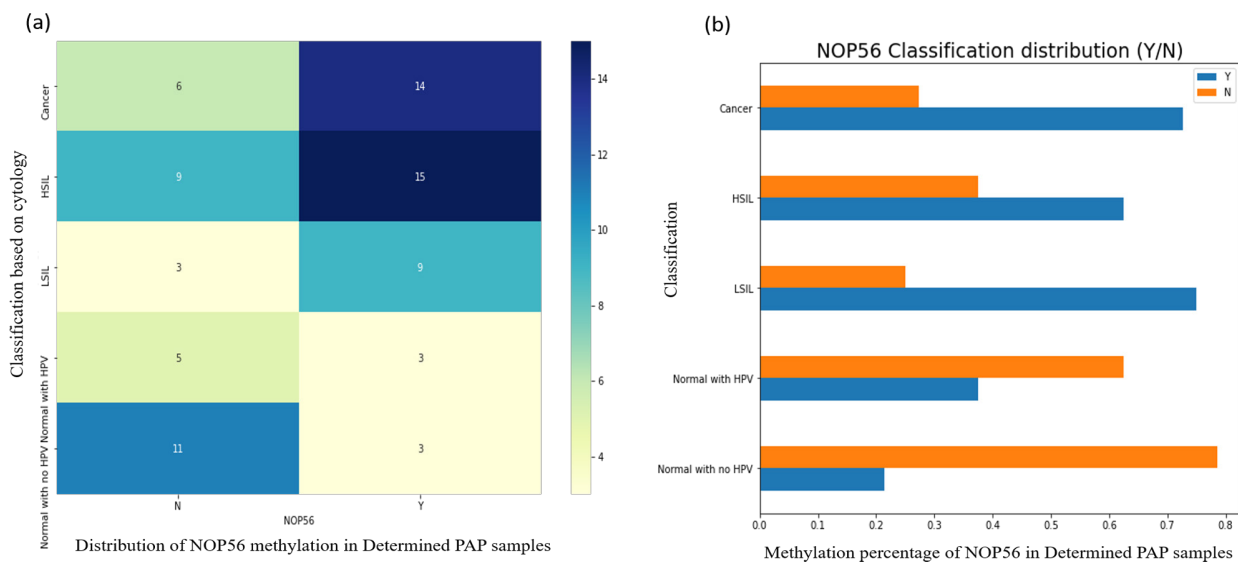 (a)
Classification based on cytology
Cancer
HSIL
LSIL
Normal with HPV
Normal with no HPV
6
14
9
15
3
9
5
3
11
3
N
Y
NOP56
14
12
10
8
6
4
Distribution of NOP56 methylation in Determined PAP samples
(b)
NOP56 Classification distribution (Y/N)
Y
N
Classification
Cancer
HSIL
LSIL
Normal with HPV
Normal with no HPV
0.0 0.1 0.2 0.3 0.4 0.5 0.6 0.7 0.8
Methylation percentage of NOP56 in Determined PAP samples